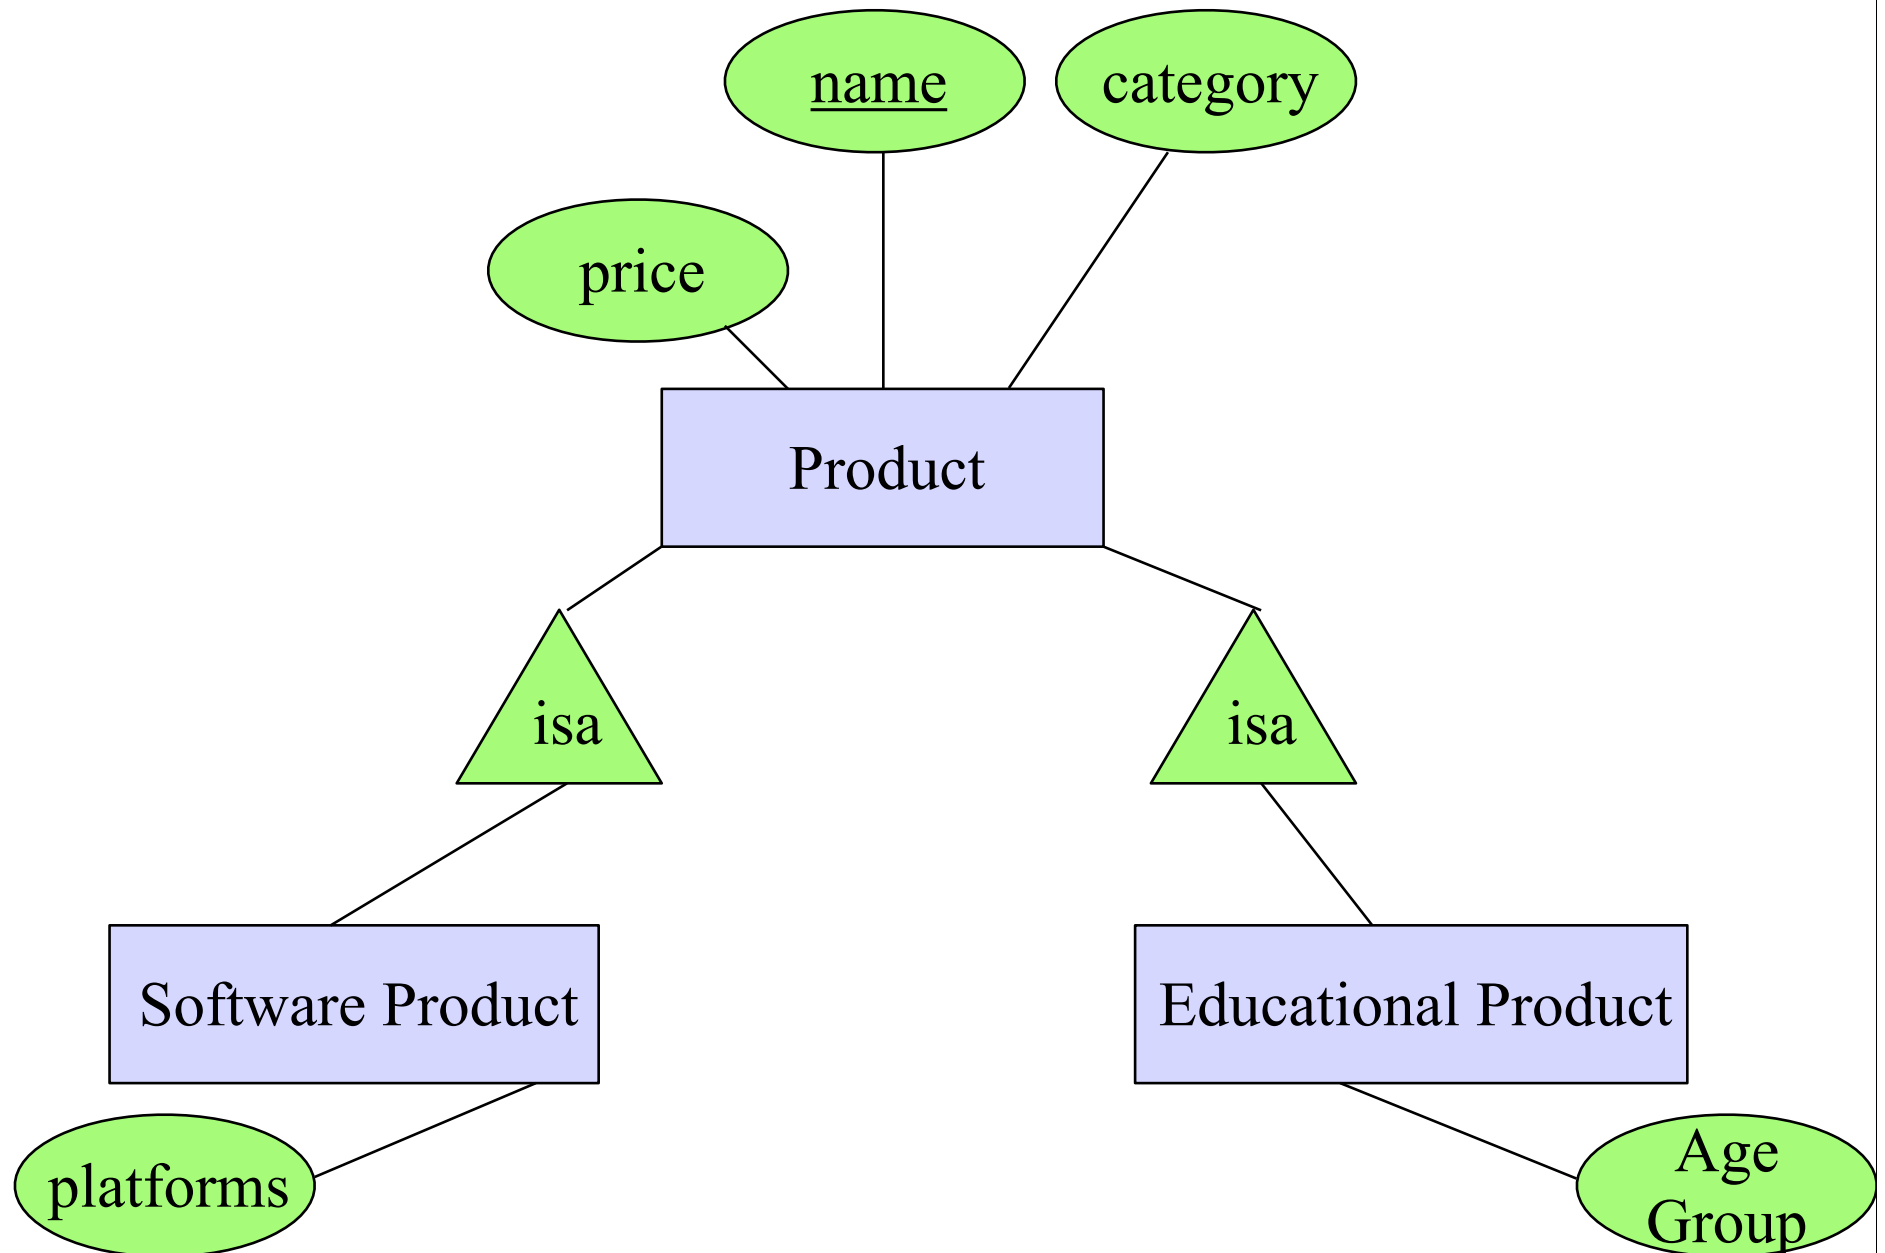 name
category
price
Product
isa
isa
Software Product
Educational Product
platforms
Age
Group